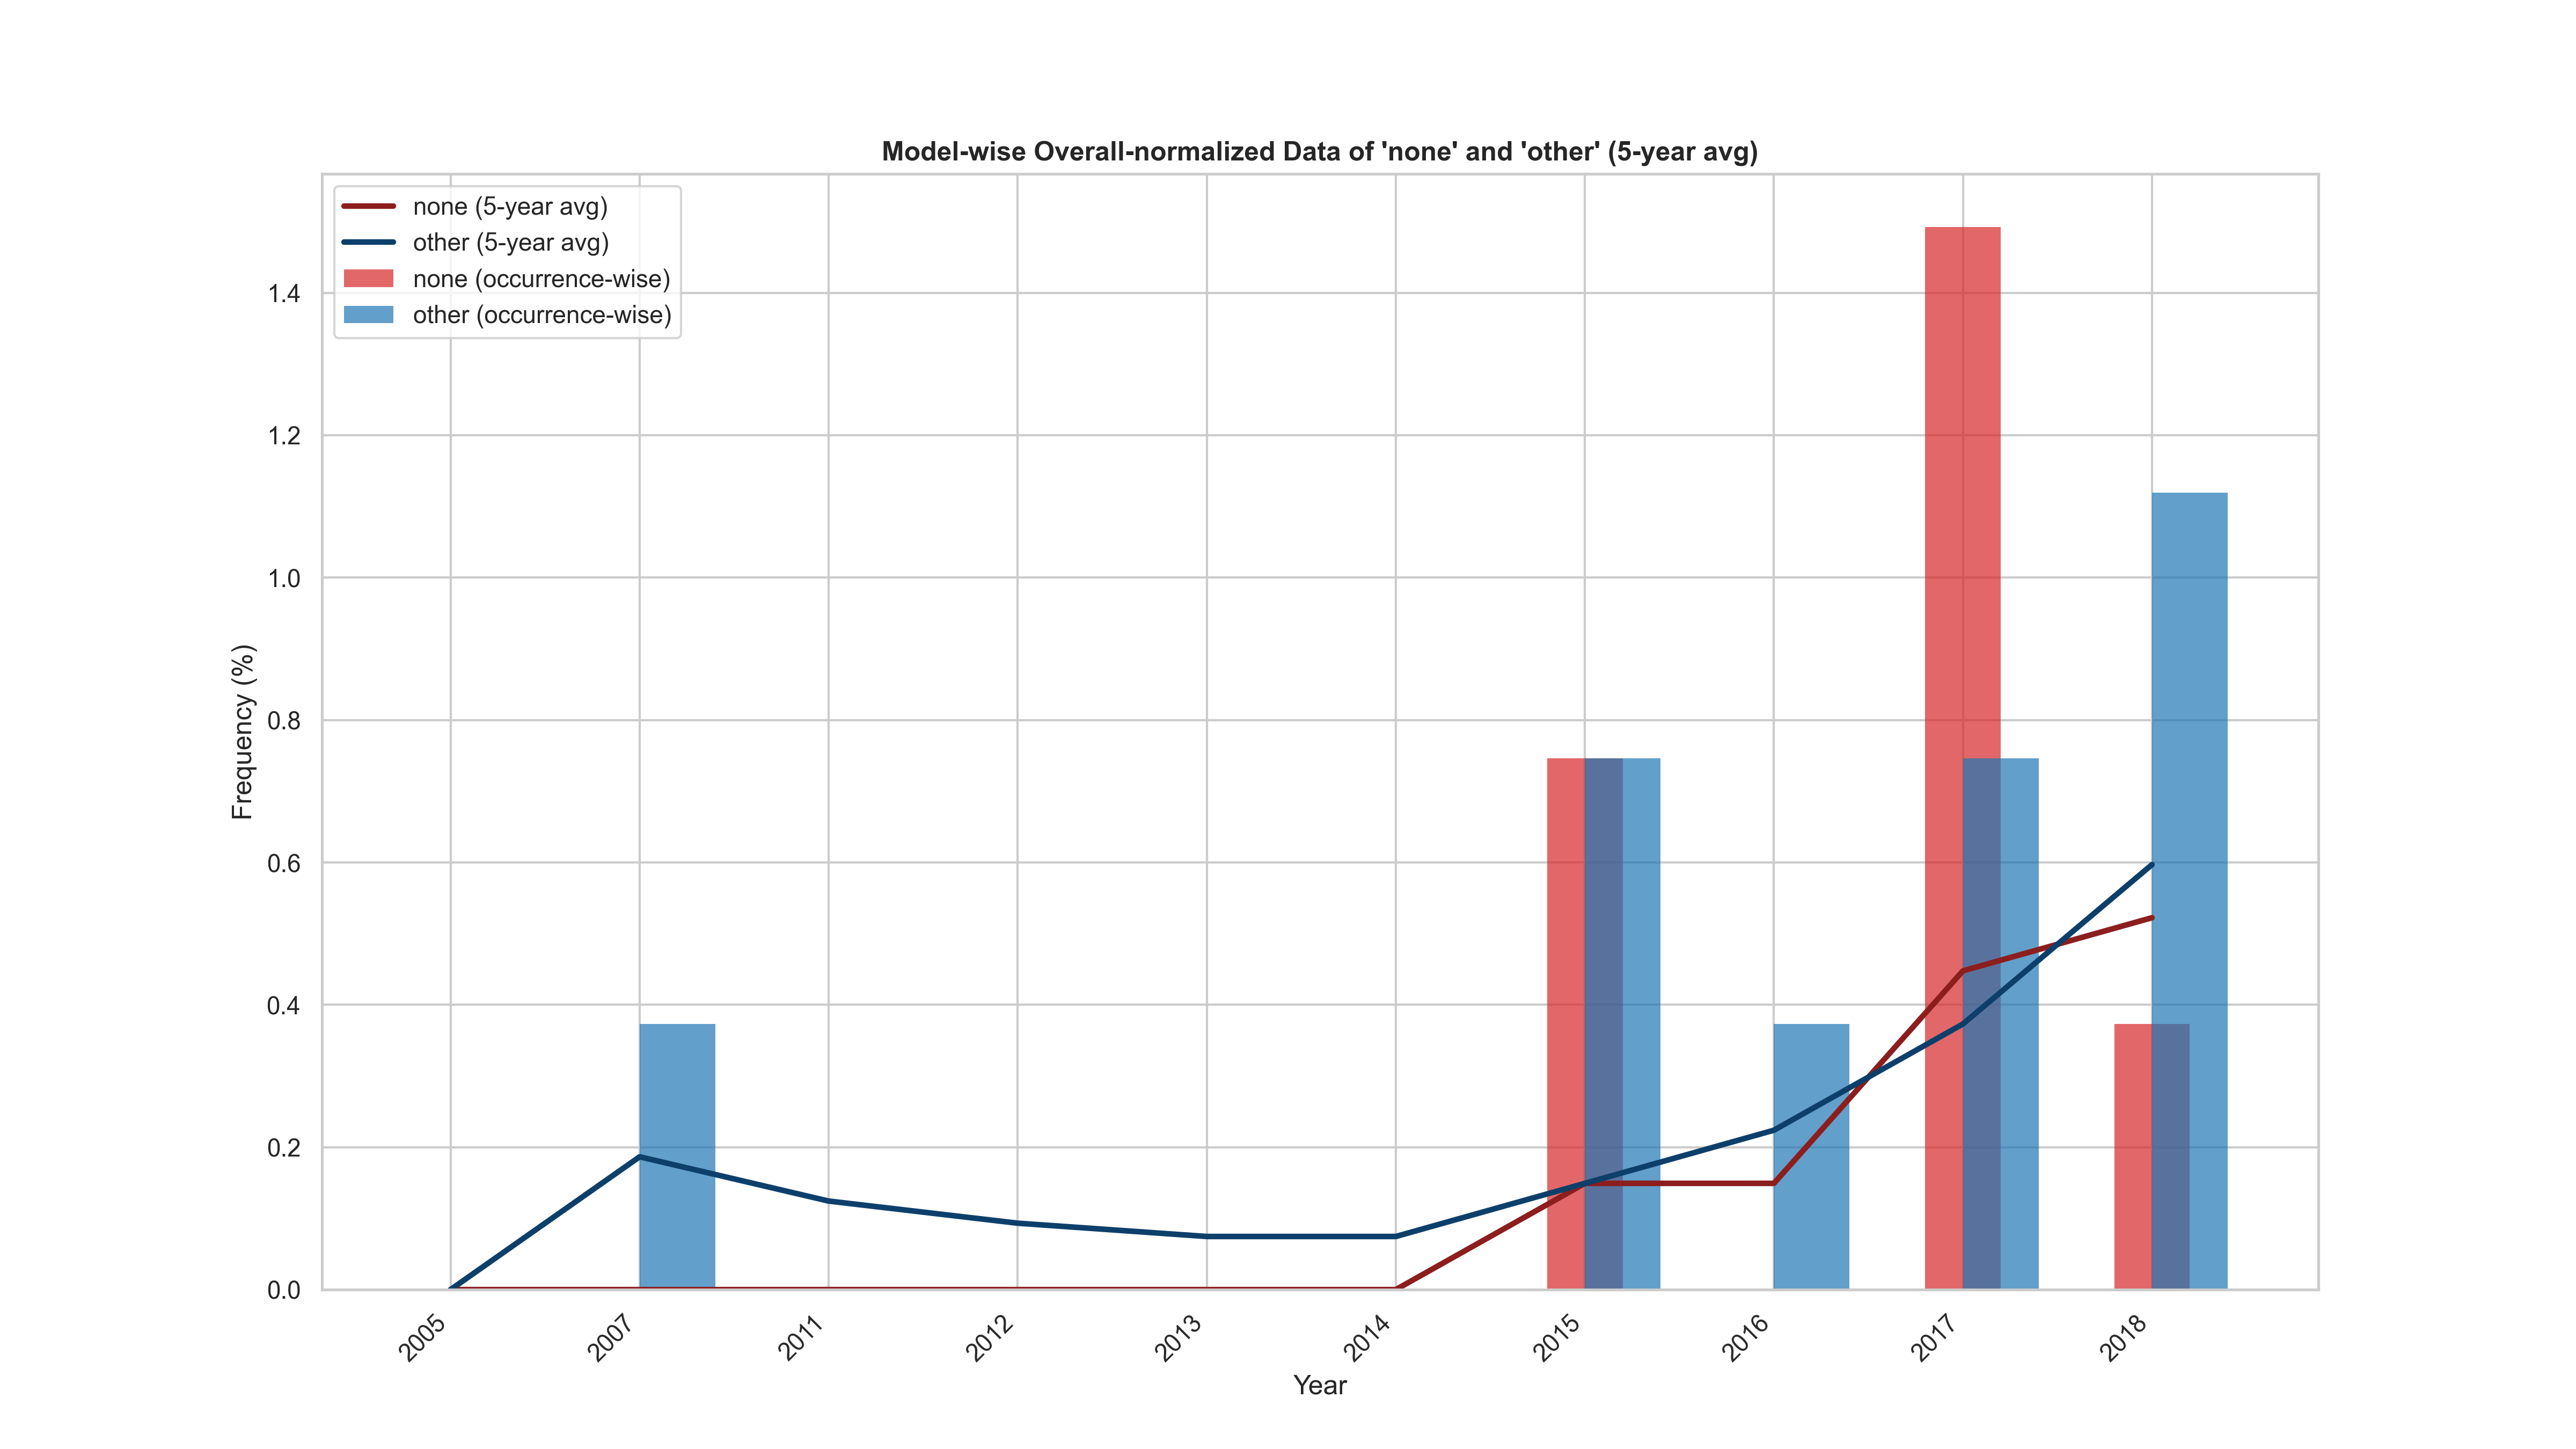 Model-wise Overall-normalized Data of 'none' and 'other' (5-year avg)
none (5-year avg)
other (5-year avg)
none (occurrence-wise)
other (occurrence-wise)
Frequency (%)
1.4
1.2
1.0
0.8
0.6
0.4
0.2
0.0
2005
2007
2011
2012
2013
2014
2015
2016
2017
2018
Year